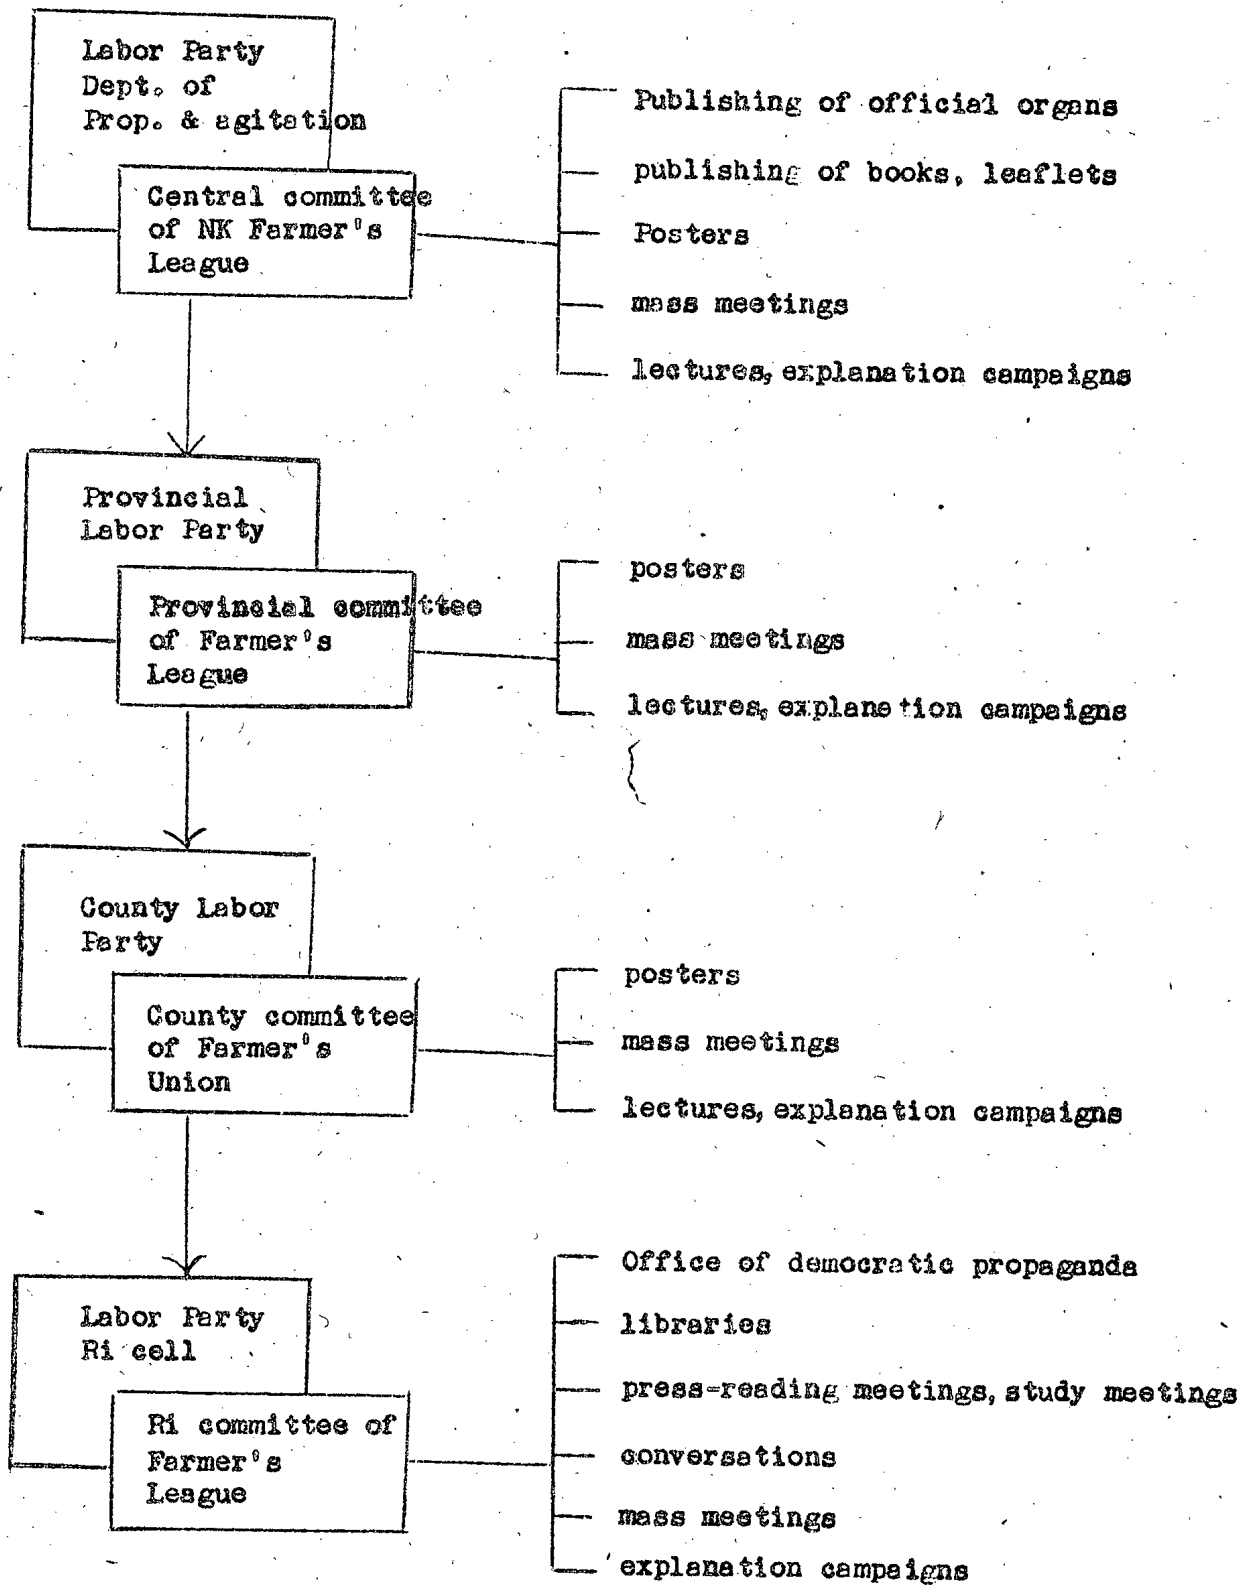 Labor Party
Dept. of
Prop. & agitation
Central committee
of NK Farmer's
League
Publishing of official organs
publishing of books, leaflets
Posters
mass meetings
lectures, explanation campaigns
Provincial
Labor Party
Provincial committee
of Farmer's
League
posters
mass meetings
lectures, explanation campaigns
County Labor
Party
County committee
of Farmer's
Union
posters
mass meetings
lectures, explanation campaigns
Labor Party
Ri cell
Ri committee of
Farmer's
League
Office of democratic propaganda
libraries
press-reading meetings, study meetings
conversations
mass meetings
explanation campaigns